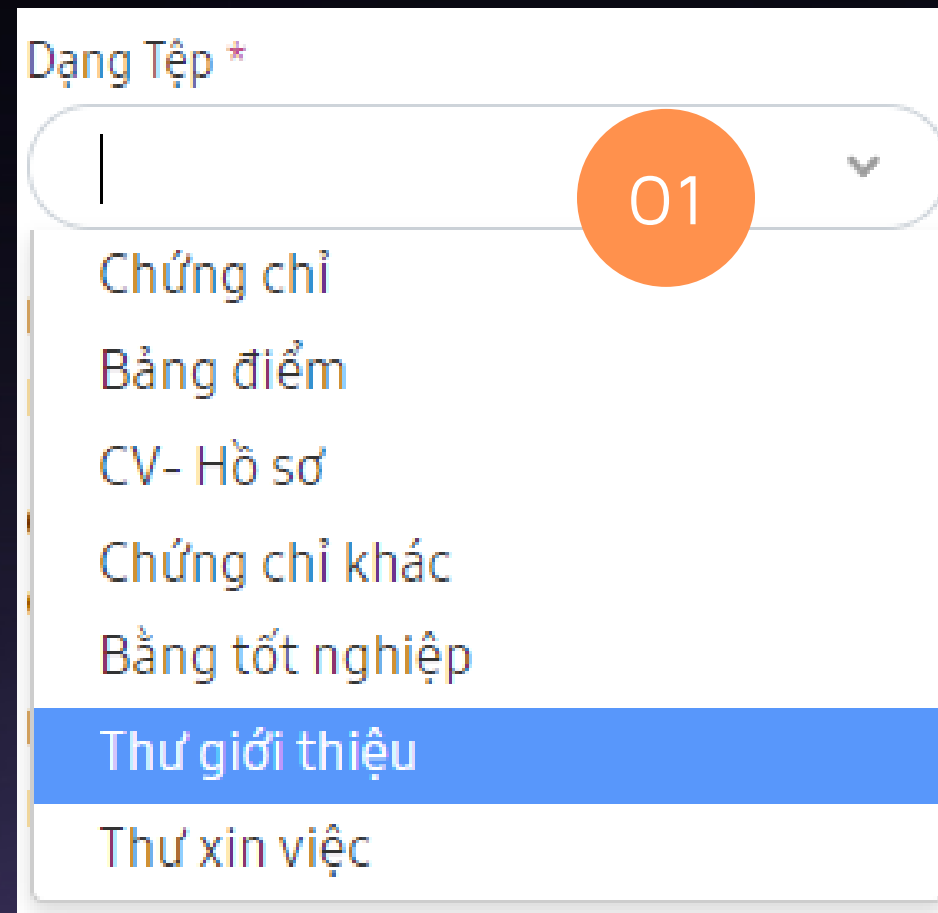 Dạng Tệp *
01
Chứng chỉ
Bảng điểm
CV- Hồ sơ
Chứng chỉ khác
Bằng tốt nghiệp
Thư giới thiệu
Thư xin việc